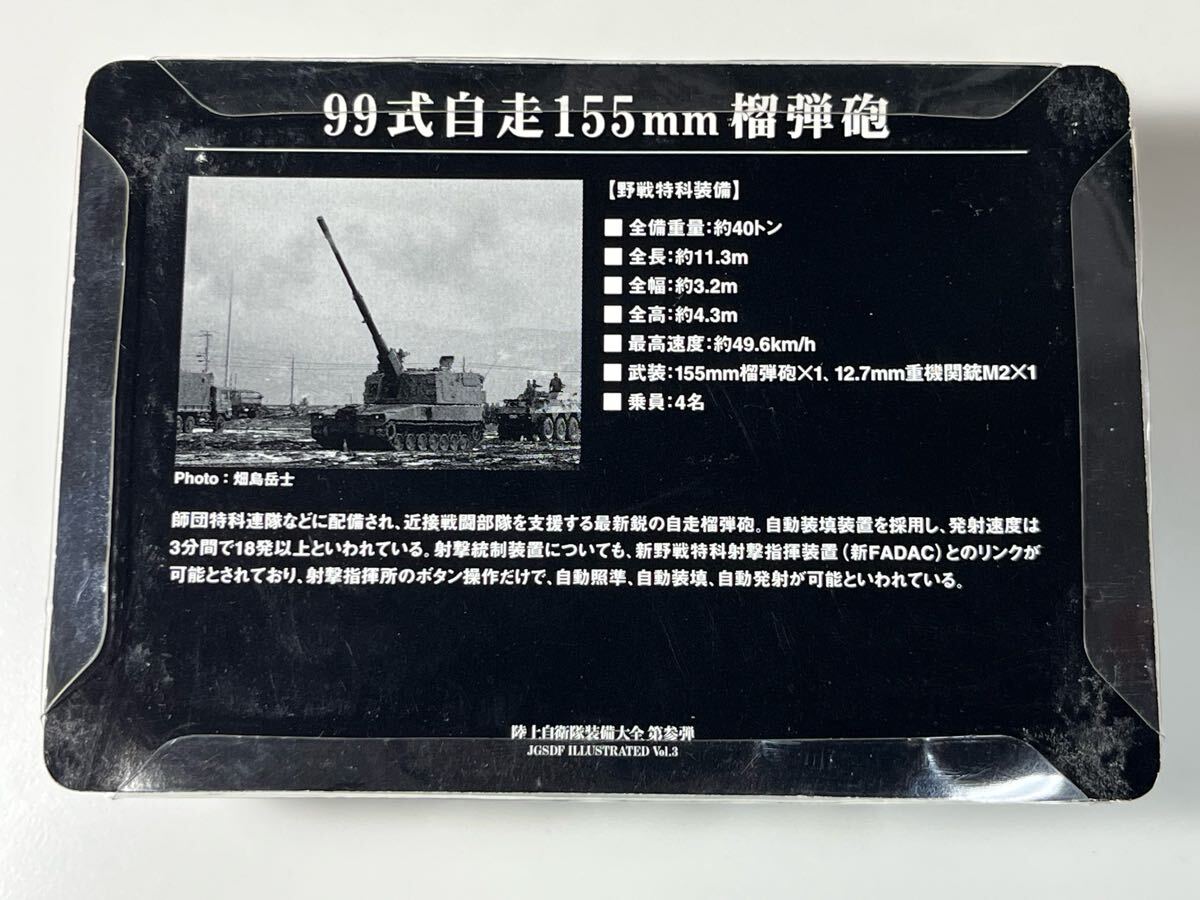 99式自走155mm榴弾砲
【野戦特科装備】
■ 全備重量:約40トン
■ 全長:約11.3m
■ 全幅:約3.2m
■ 全高:約4.3m
■ 最高速度:約49.6km/h
■ 武装:155mm榴弾砲×1、12.7mm重機関銃M2×1
■ 乗員:4名
Photo:畑島岳士
師団特科連隊などに配備され、近接戦闘部隊を支援する最新鋭の自走榴弾砲。自動装填装置を採用し、発射速度は
3分間で18発以上といわれている。射撃統制装置についても、新野戦特科射撃指揮装置(新FADAC)とのリンクが
可能とされており、射撃指揮所のボタン操作だけで、自動照準、自動装填、自動発射が可能といわれている。
陸上自衛隊装備大全 第参弾
JGSDF ILLUSTRATED Vol.3